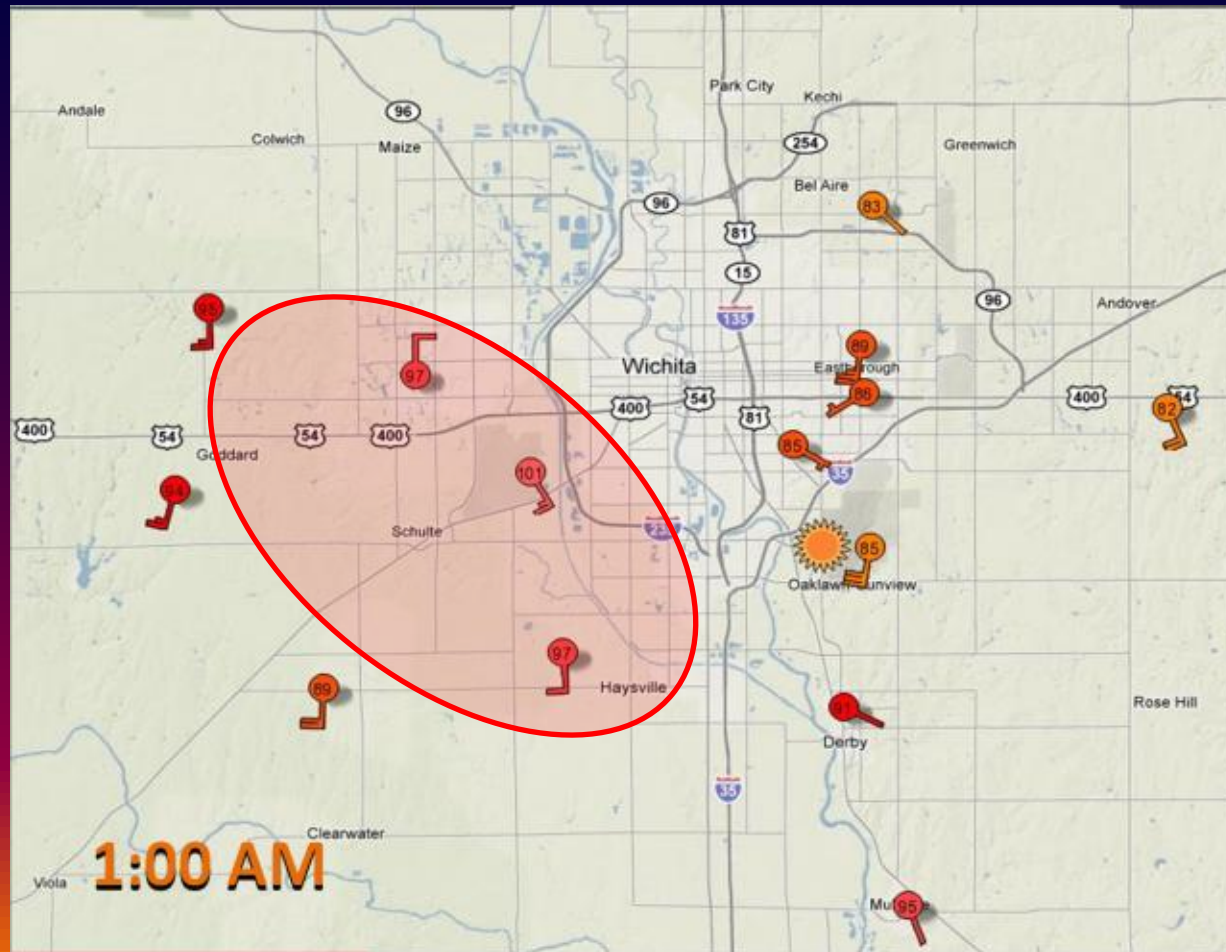 Park City
Kechi
Andale
96
Colwich
Maize
254
Greenwich
Bel Aire
96
83
81
15
96
Andover
95
135
89
Wichita
Eastborough
97
86
54
54
400
400
82
400
54
54
400
81
85
Goddard
35
101
94
Schulte
85
Oaklawn-Sunview
97
89
Haysville
91
Rose Hill
Derby
35
Clearwater
1:00 AM
Viola
95